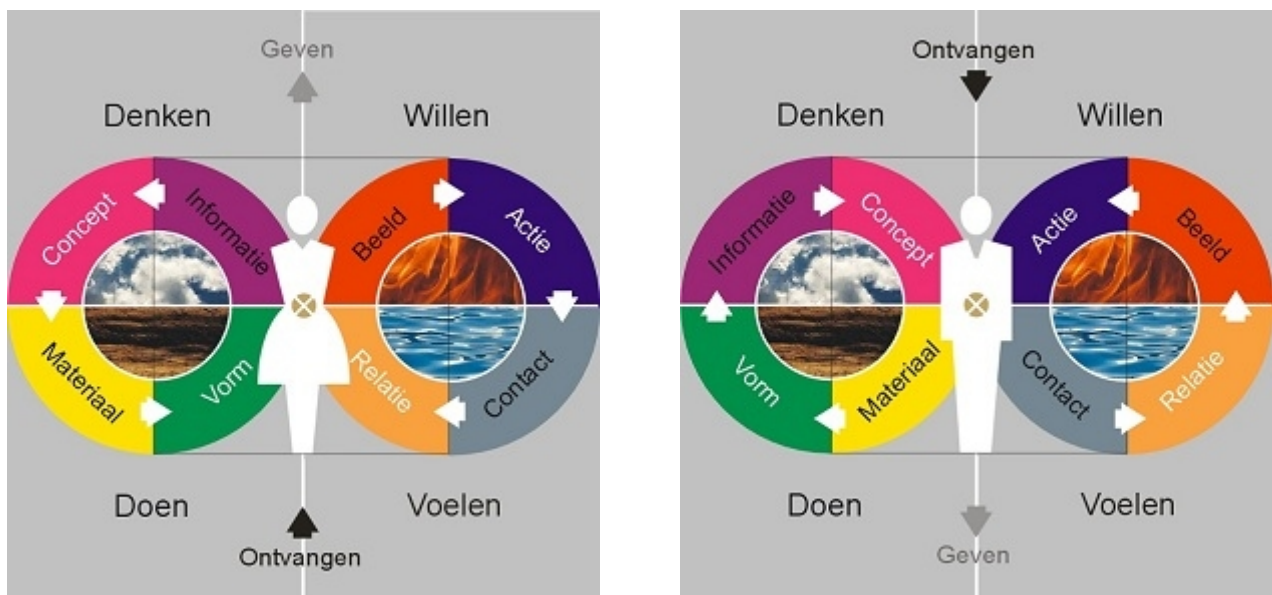 Geven
Denken
Willen
Concept
Informatie
Beeld
Actie
Materiaal
Vorm
Relatie
Contact
Doen
Voelen
Ontvangen
Ontvangen
Denken
Willen
Informatie
Concept
Actie
Beeld
Vorm
Materiaal
Contact
Relatie
Doen
Voelen
Geven